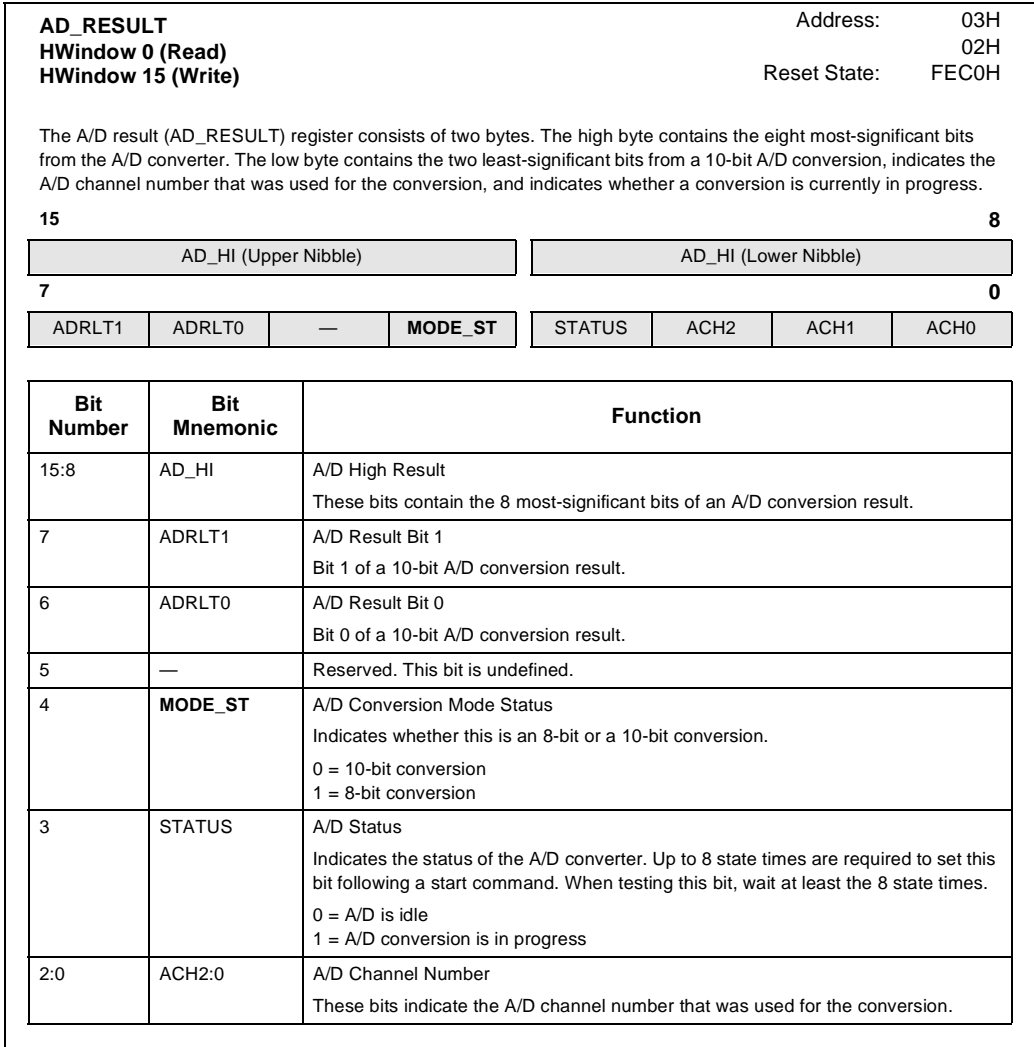 AD_RESULT Address: 03H
HWindow 0 (Read) 02H
HWindow 15 (Write) Reset State: FEC0H
The A/D result (AD_RESULT) register consists of two bytes. The high byte contains the eight most-significant bits
from the A/D converter. The low byte contains the two least-significant bits from a 10-bit A/D conversion, indicates the
A/D channel number that was used for the conversion, and indicates whether a conversion is currently in progress.
15 8
AD_HI (Upper Nibble) AD_HI (Lower Nibble)
7 0
ADRLT1 ADRLT0 — MODE_ST STATUS ACH2 ACH1 ACH0
Bit Number Bit Mnemonic Function
15:8 AD_HI A/D High Result
These bits contain the 8 most-significant bits of an A/D conversion result.
7 ADRLT1 A/D Result Bit 1
Bit 1 of a 10-bit A/D conversion result.
6 ADRLT0 A/D Result Bit 0
Bit 0 of a 10-bit A/D conversion result.
5 — Reserved. This bit is undefined.
4 MODE_ST A/D Conversion Mode Status
Indicates whether this is an 8-bit or a 10-bit conversion.
0 = 10-bit conversion
1 = 8-bit conversion
3 STATUS A/D Status
Indicates the status of the A/D converter. Up to 8 state times are required to set this
bit following a start command. When testing this bit, wait at least the 8 state times.
0 = A/D is idle
1 = A/D conversion is in progress
2:0 ACH2:0 A/D Channel Number
These bits indicate the A/D channel number that was used for the conversion.